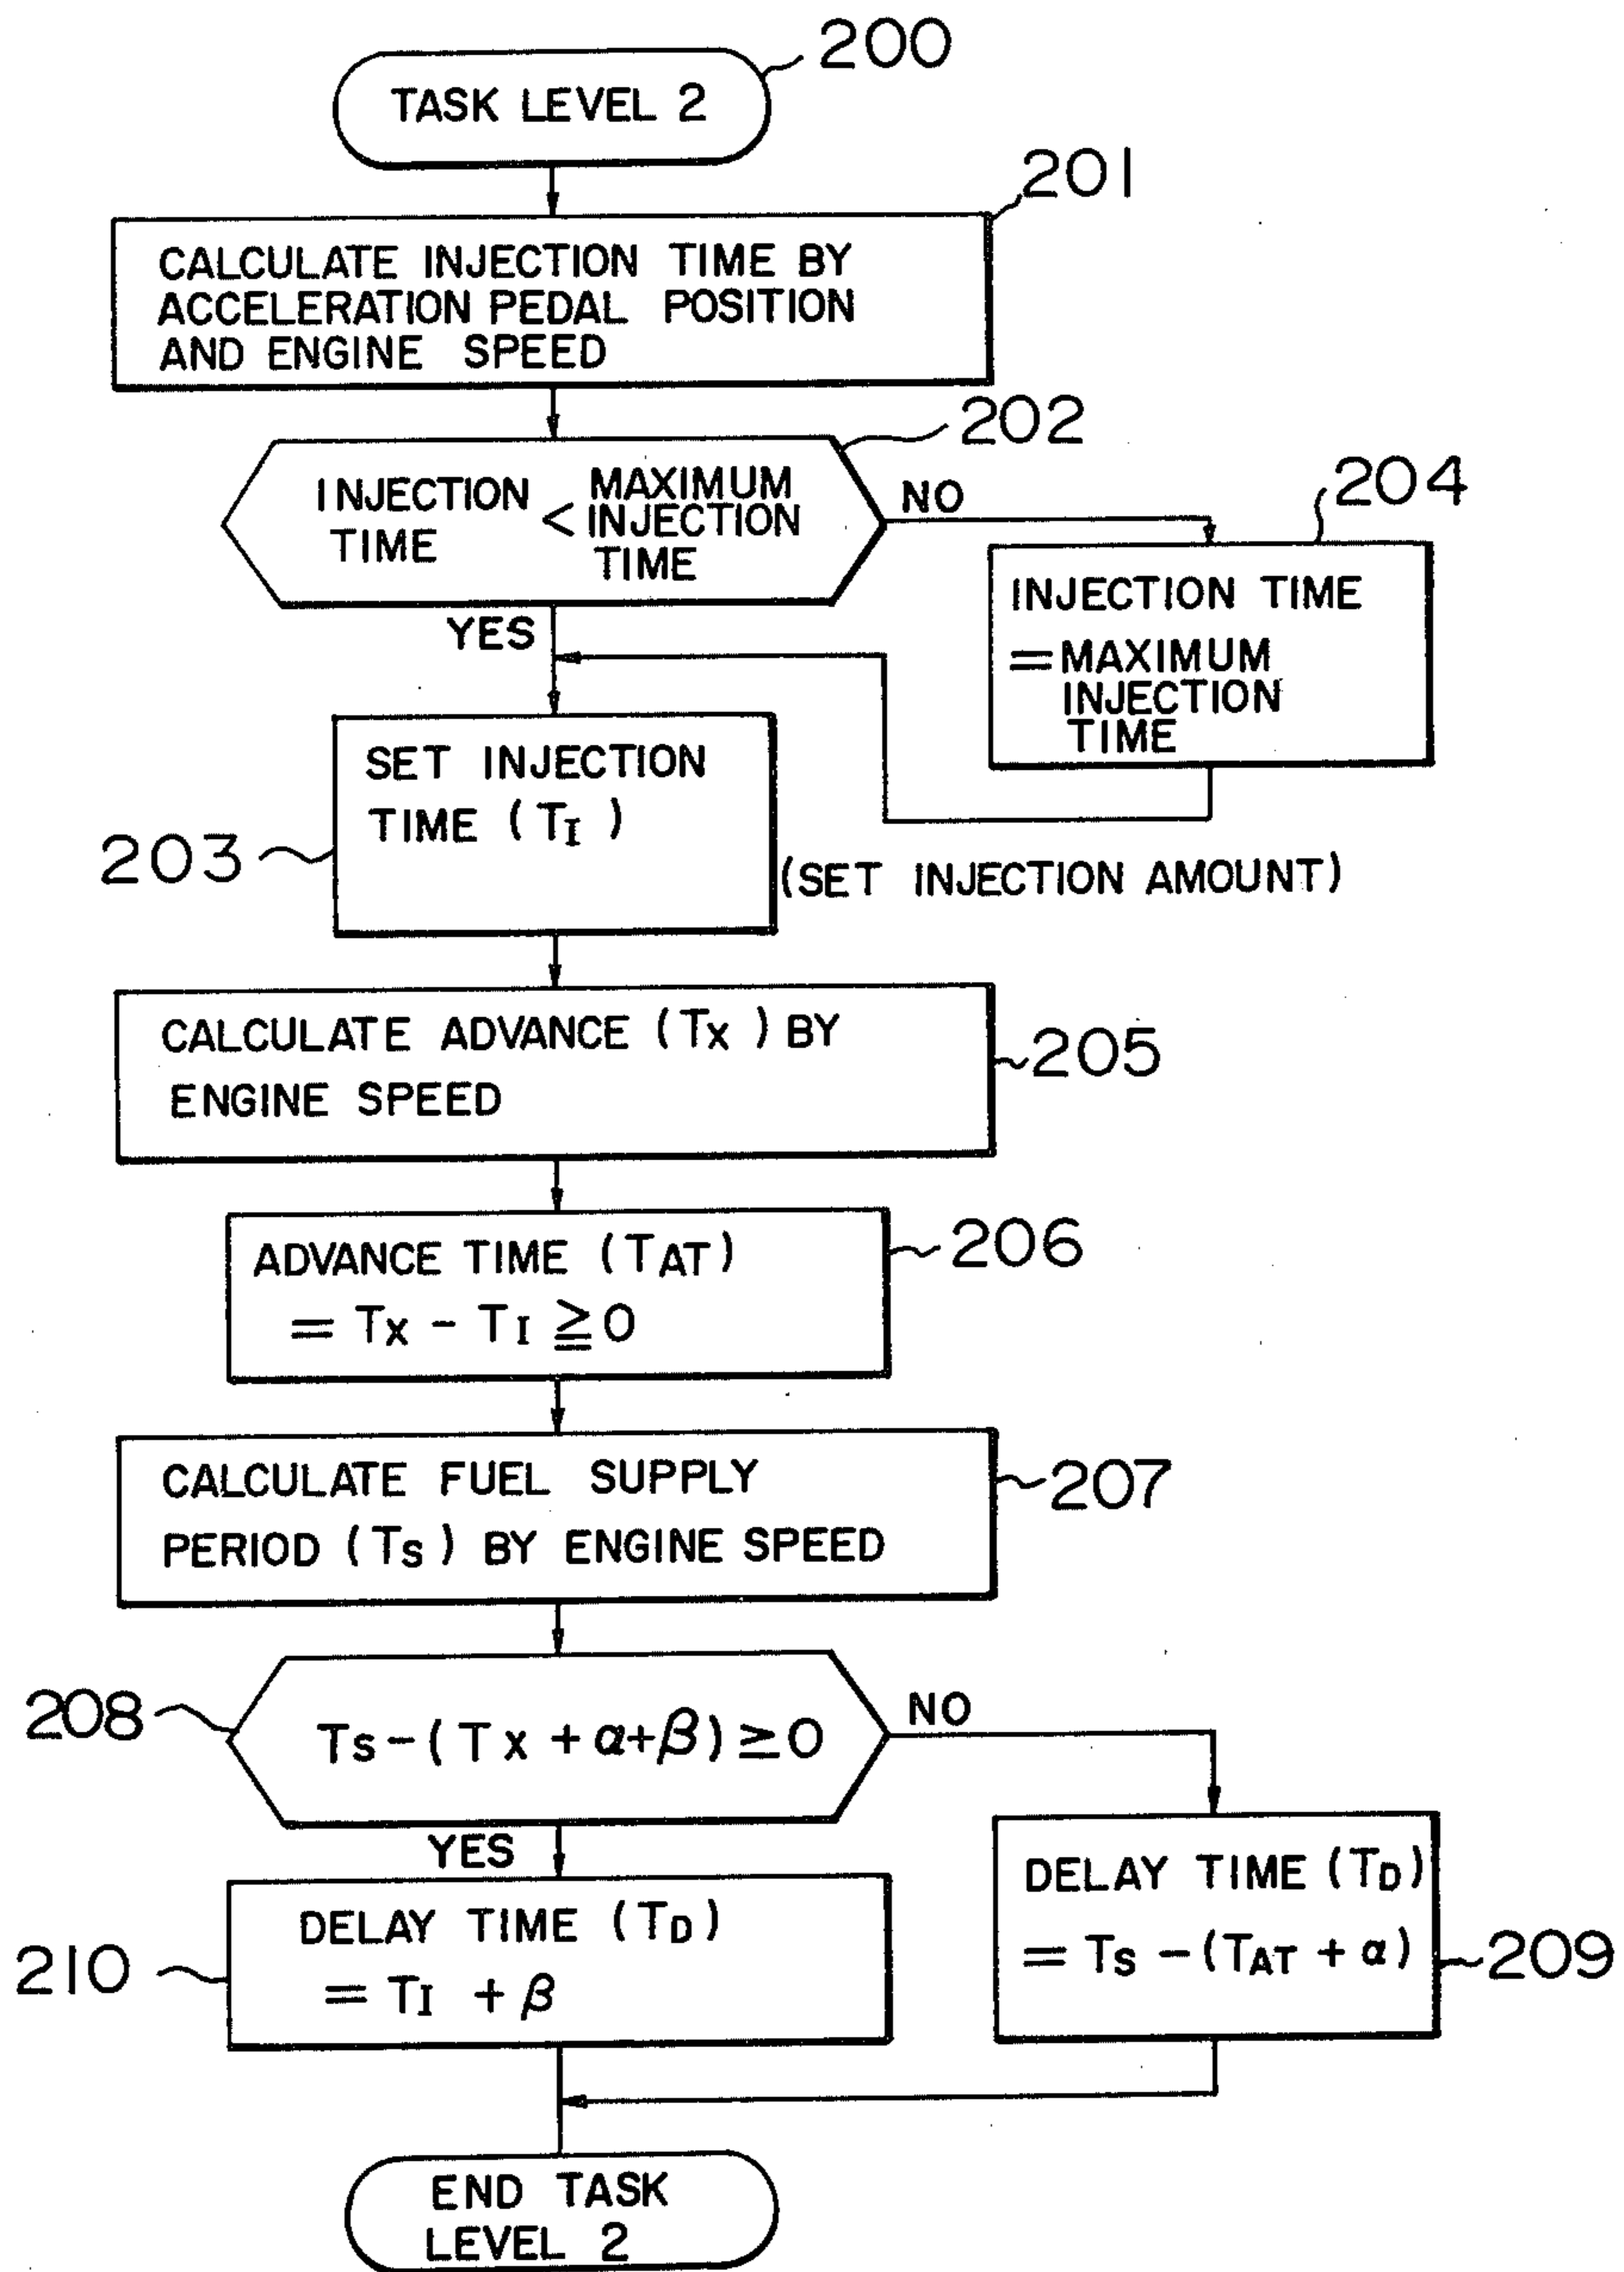 200
TASK LEVEL 2
201
CALCULATE INJECTION TIME BY
ACCELERATION PEDAL POSITION
AND ENGINE SPEED
202
INJECTION
TIME
<
MAXIMUM
INJECTION
TIME
NO
204
INJECTION TIME
= MAXIMUM
INJECTION
TIME
YES
SET INJECTION
TIME (TI)
203
(SET INJECTION AMOUNT)
CALCULATE ADVANCE (TX) BY
ENGINE SPEED
205
ADVANCE TIME (TAT)
= TX - TI ≧ 0
206
CALCULATE FUEL SUPPLY
PERIOD (TS) BY ENGINE SPEED
207
208
TS - (TX + α + β) ≥ 0
NO
YES
DELAY TIME (TD)
= TS - (TAT + α)
209
DELAY TIME (TD)
= TI + β
210
END TASK
LEVEL 2